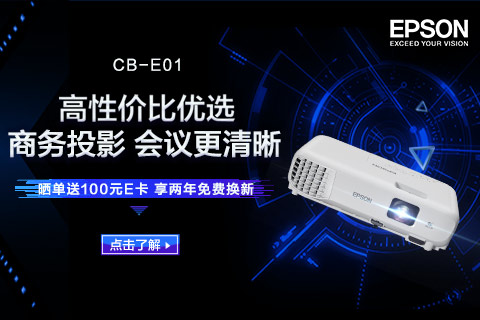 EPSON
EXCEED YOUR VISION
CB-E01
高性价比优选
商务投影 会议更清晰
晒单送100元E卡 享两年免费换新
点击了解
EPSON